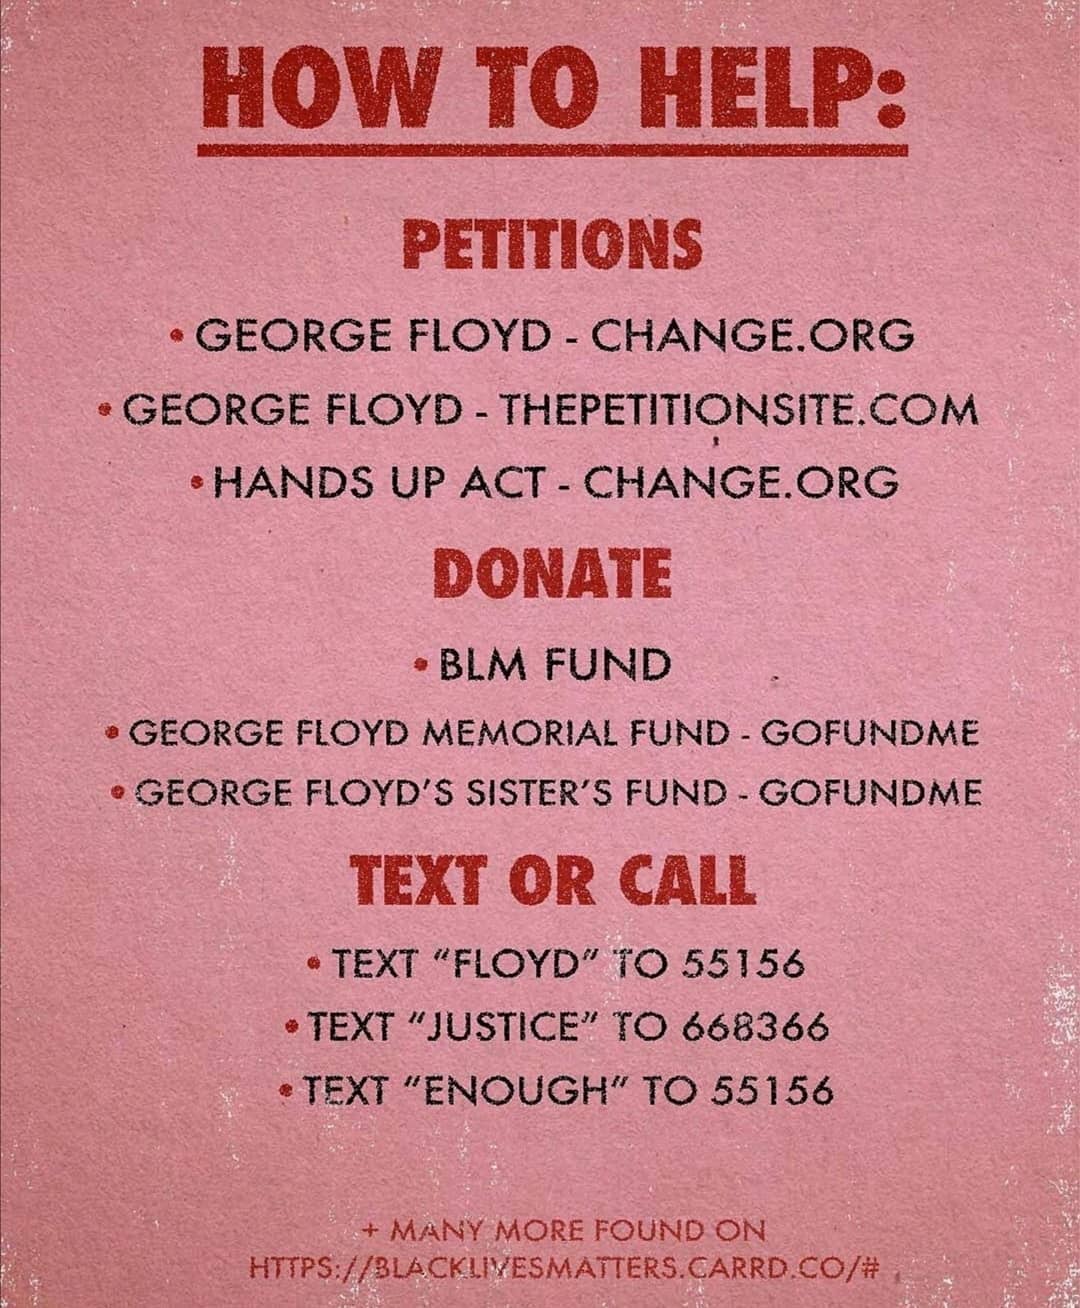 HOW TO HELP:
PETITIONS
• GEORGE FLOYD - CHANGE.ORG
• GEORGE FLOYD - THEPETITIONSITE.COM
• HANDS UP ACT - CHANGE.ORG
DONATE
• BLM FUND
• GEORGE FLOYD MEMORIAL FUND - GOFUNDME
• GEORGE FLOYD'S SISTER'S FUND - GOFUNDME
TEXT OR CALL
• TEXT “FLOYD” TO 55156
• TEXT “JUSTICE” TO 668366
• TEXT “ENOUGH” TO 55156
+ MANY MORE FOUND ON
HTTPS://BLACKLIVESMATTERS.CARRD.CO/#